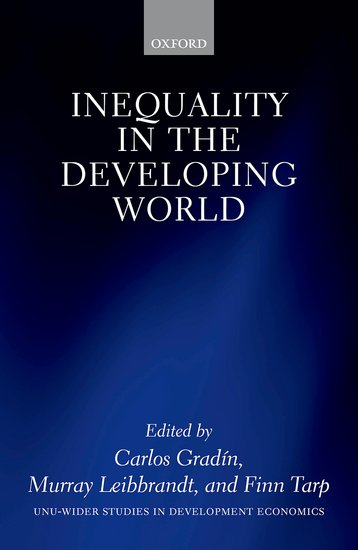 OXFORD
INEQUALITY
IN THE
DEVELOPING
WORLD
Edited by
Carlos Gradín,
Murray Leibbrandt, and Finn Tarp
UNU-WIDER STUDIES IN DEVELOPMENT ECONOMICS